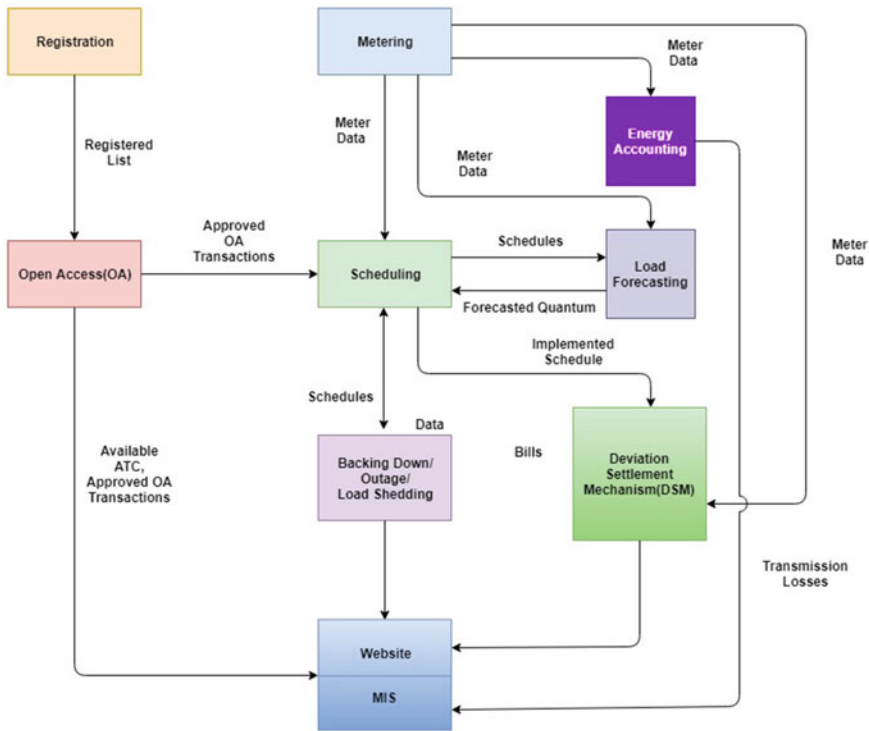 Registration
Metering
Meter
Data
Meter
Data
Registered
List
Meter
Data
Energy
Accounting
Approved
OA
Transactions
Meter
Data
Open Access(OA)
Scheduling
Schedules
Load
Forecasting
Forecasted Quantum
Implemented
Schedule
Schedules
Data
Available
ATC,
Approved OA
Transactions
Backing Down/
Outage/
Load Shedding
Bills
Deviation
Settlement
Mechanism(DSM)
Transmission
Losses
Website
MIS